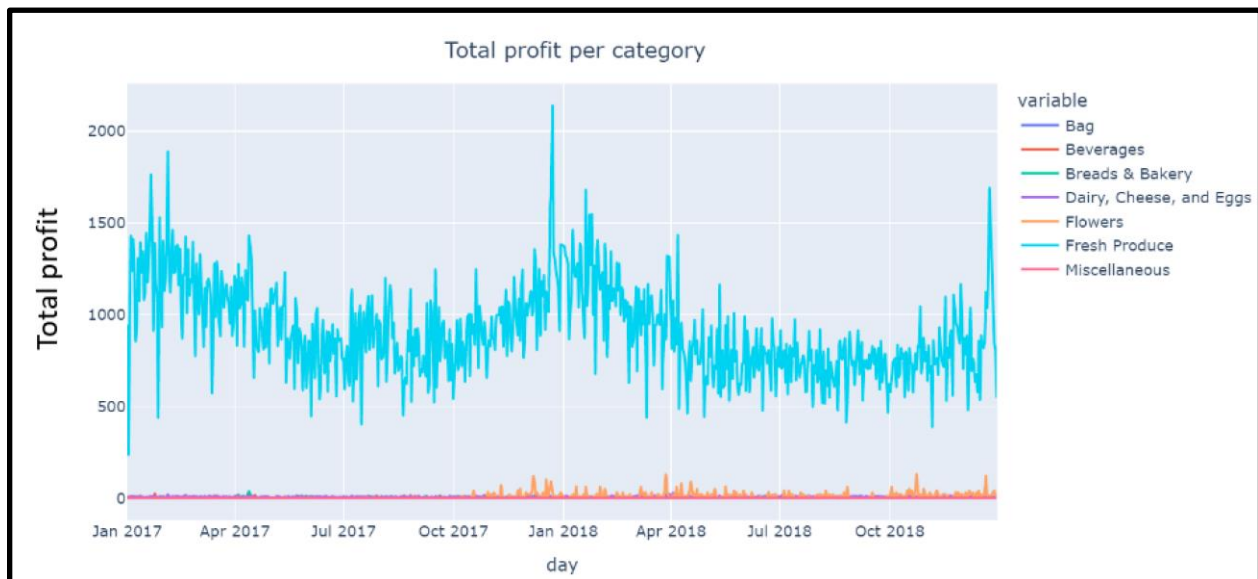 Total profit per category
Total profit
2000
1500
1000
500
0
Jan 2017 Apr 2017 Jul 2017 Oct 2017 Jan 2018 Apr 2018 Jul 2018 Oct 2018
day
variable
Bag
Beverages
Breads & Bakery
Dairy, Cheese, and Eggs
Flowers
Fresh Produce
Miscellaneous